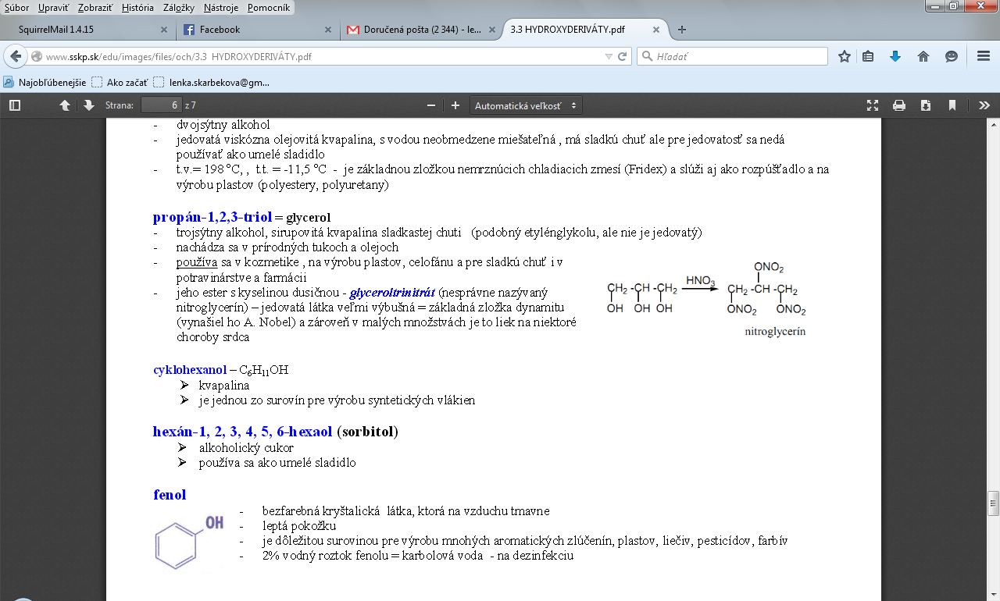 Súbor Upraviť Zobraziť História Záložky Nástroje Pomocník
SquirrelMail 1.4.15
Facebook
Doručená pošta (2 344) - le...
3.3 HYDROXYDERIVÁTY.pdf
www.sskp.sk/edu/images/files/och/3.3 HYDROXYDERIVÁTY.pdf
Hľadať
Najobľúbenejšie Ako začať lenka.skarbekova@gm...
Strana: 6 z 7
Automatická veľkosť
- dvojsýtny alkohol
- jedovatá viskózna olejovitá kvapalina, s vodou neobmedzene miešateľná , má sladkú chuť ale pre jedovatosť sa nedá
používať ako umelé sladidlo
- t.v.= 198 °C, , t.t. = -11,5 °C - je základnou zložkou nemrznúcich chladiacich zmesí (Fridex) a slúži aj ako rozpúšťadlo a na
výrobu plastov (polyestery, polyuretany)
propán-1,2,3-triol = glycerol
- trojsýtny alkohol, sirupovitá kvapalina sladkastej chuti (podobný etylénglykolu, ale nie je jedovatý)
- nachádza sa v prírodných tukoch a olejoch
- používa sa v kozmetike , na výrobu plastov, celofánu a pre sladkú chuť i v
potravinárstve a farmácii
- jeho ester s kyselinou dusičnou - glyceroltrinitrát (nesprávne nazývaný
nitroglycerín) – jedovatá látka veľmi výbušná = základná zložka dynamitu
(vynašiel ho A. Nobel) a zároveň v malých množstvách je to liek na niektoré
choroby srdca
ONO2
CH2 -CH -CH2 HNO3 CH2 -CH -CH2
OH OH OH ONO2 ONO2
nitroglycerín
cyklohexanol – C6H11OH
➢ kvapalina
➢ je jednou zo surovín pre výrobu syntetických vlákien
hexán-1, 2, 3, 4, 5, 6-hexaol (sorbitol)
➢ alkoholický cukor
➢ používa sa ako umelé sladidlo
fenol
OH
- bezfarebná kryštalická látka, ktorá na vzduchu tmavne
- leptá pokožku
- je dôležitou surovinou pre výrobu mnohých aromatických zlúčenín, plastov, liečiv, pesticídov, farbív
- 2% vodný roztok fenolu = karbolová voda - na dezinfekciu